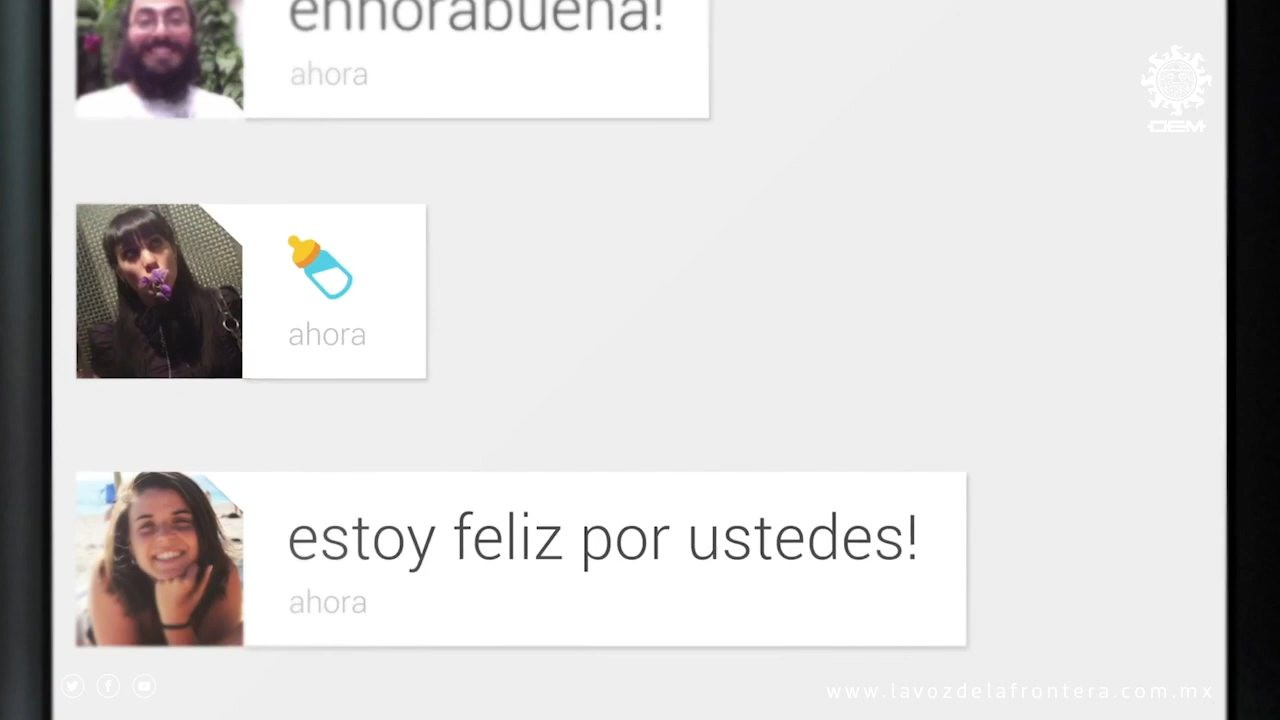 enhorabuena!
ahora
OEM
ahora
estoy feliz por ustedes!
ahora
www.lavozdelafrontera.com.mx